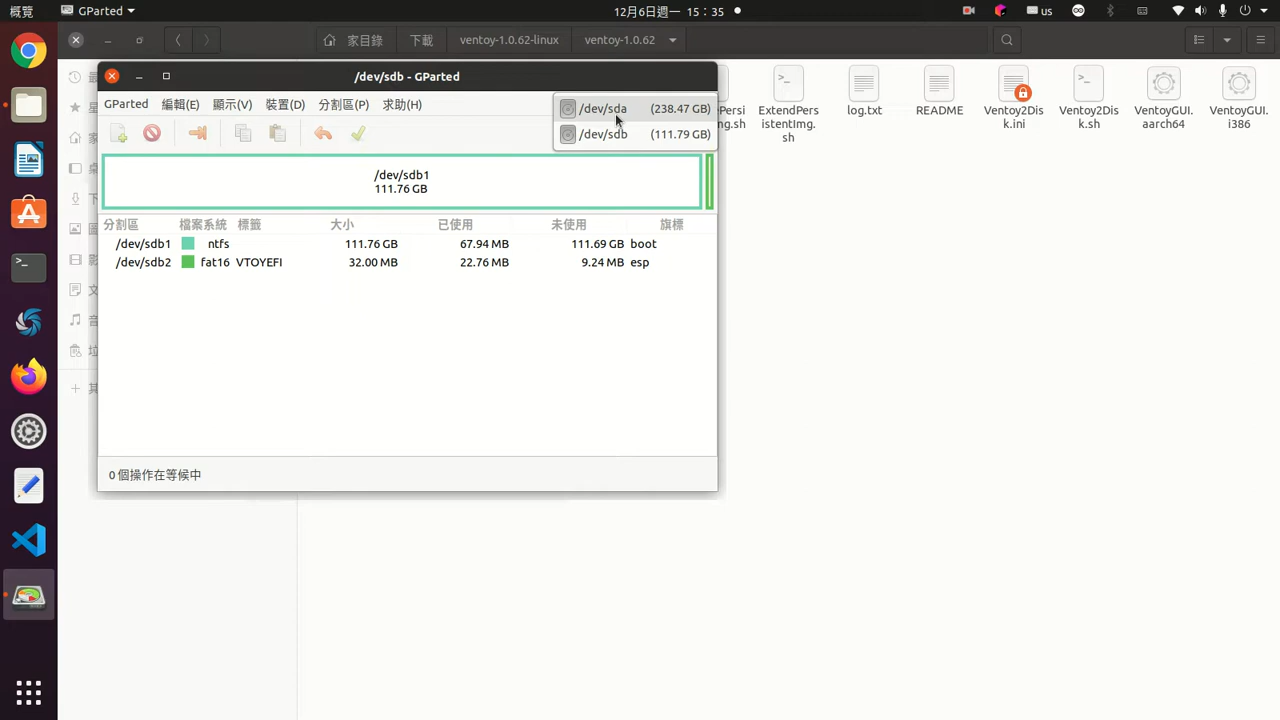 概覽
GParted
12月6日週一 15：35
us
家目錄
下載
ventoy-1.0.62-linux
ventoy-1.0.62
/dev/sdb - GParted
GParted
編輯(E)
顯示(V)
裝置(D)
分割區(P)
求助(H)
/dev/sda (238.47 GB)
/dev/sdb (111.79 GB)
/dev/sdb1
111.76 GB
分割區 檔案系統 標籤 大小 已使用 未使用 旗標
/dev/sdb1 ntfs 111.76 GB 67.94 MB 111.69 GB boot
/dev/sdb2 fat16 VTOYEFI 32.00 MB 22.76 MB 9.24 MB esp
0 個操作在等候中
ng.sh
ExtendPer
sistentImg.
sh
log.txt
README
Ventoy2Dis
k.ini
Ventoy2Dis
k.sh
VentoyGUI.
aarch64
VentoyGUI.
i386